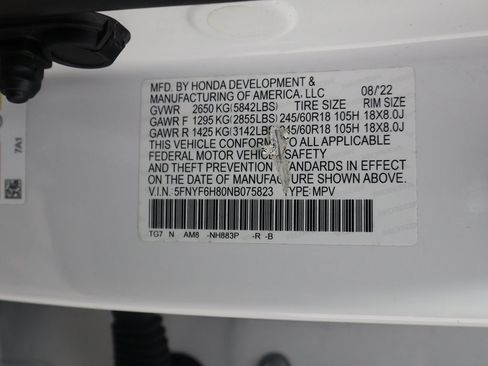 MFD. BY HONDA DEVELOPMENT &
MANUFACTURING OF AMERICA, LLC 08/'22
GVWR 2650 KG(5842LBS) TIRE SIZE RIM SIZE
GAWR F 1295 KG(2855LBS) 245/60R18 105H 18X8.0J
GAWR R 1425 KG(3142LBS) 245/60R18 105H 18X8.0J
THIS VEHICLE CONFORMS TO ALL APPLICABLE
FEDERAL MOTOR VEHICLE SAFETY
AND THEFT PREVENTION STANDARDS IN EFFECT
ON THE DATE OF MANUFACTURE SHOWN ABOVE.
V.I.N. 5FNYF6H80NB075823 TYPE: MPV
TG7 N AM8 -NH883P -R -B
7A1